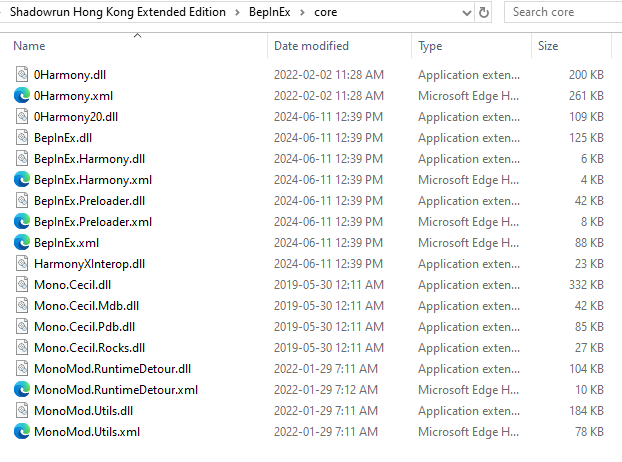 Shadowrun Hong Kong Extended Edition > BepInEx > core Search core
Name Date modified Type Size
0Harmony.dll 2022-02-02 11:28 AM Application exten... 200 KB
0Harmony.xml 2022-02-02 11:28 AM Microsoft Edge H... 261 KB
0Harmony20.dll 2024-06-11 12:39 PM Application exten... 109 KB
BepInEx.dll 2024-06-11 12:39 PM Application exten... 125 KB
BepInEx.Harmony.dll 2024-06-11 12:39 PM Application exten... 6 KB
BepInEx.Harmony.xml 2024-06-11 12:39 PM Microsoft Edge H... 4 KB
BepInEx.Preloader.dll 2024-06-11 12:39 PM Application exten... 42 KB
BepInEx.Preloader.xml 2024-06-11 12:39 PM Microsoft Edge H... 8 KB
BepInEx.xml 2024-06-11 12:39 PM Microsoft Edge H... 88 KB
HarmonyXInterop.dll 2024-06-11 12:39 PM Application exten... 23 KB
Mono.Cecil.dll 2019-05-30 12:11 AM Application exten... 332 KB
Mono.Cecil.Mdb.dll 2019-05-30 12:11 AM Application exten... 42 KB
Mono.Cecil.Pdb.dll 2019-05-30 12:11 AM Application exten... 85 KB
Mono.Cecil.Rocks.dll 2019-05-30 12:11 AM Application exten... 27 KB
MonoMod.RuntimeDetour.dll 2022-01-29 7:11 AM Application exten... 104 KB
MonoMod.RuntimeDetour.xml 2022-01-29 7:12 AM Microsoft Edge H... 10 KB
MonoMod.Utils.dll 2022-01-29 7:11 AM Application exten... 184 KB
MonoMod.Utils.xml 2022-01-29 7:11 AM Microsoft Edge H... 78 KB